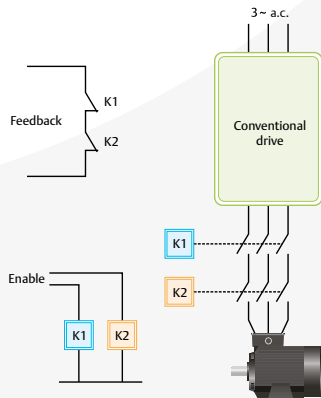 3~ a.c.
K1
Feedback
K2
Conventional
drive
K1
K2
Enable
K1
K2